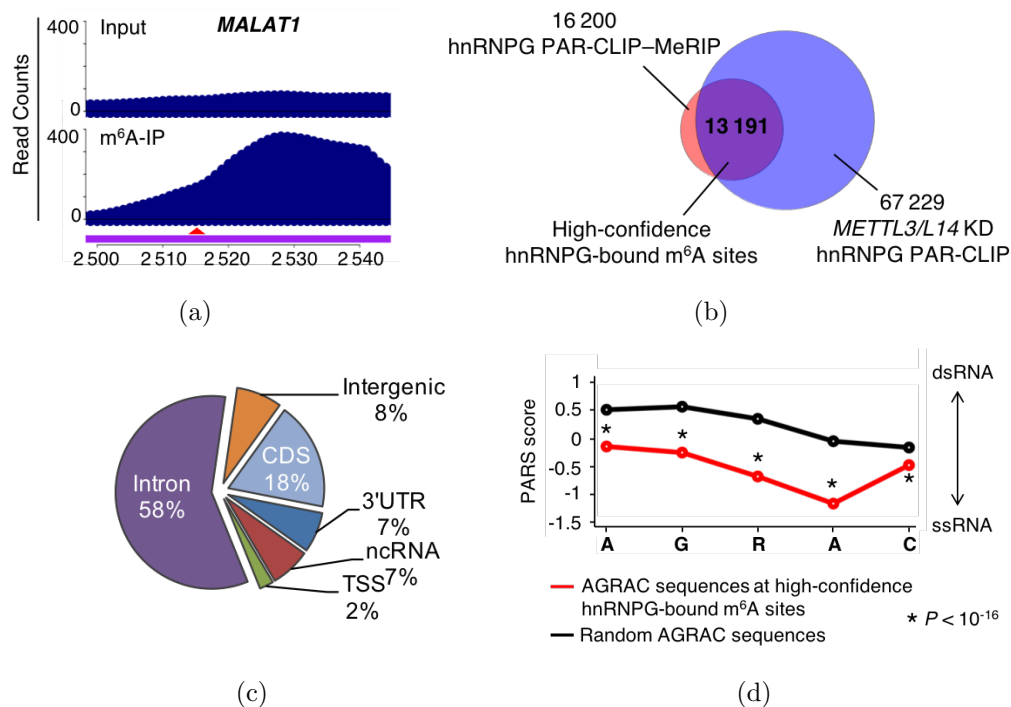 400
Input
MALAT1
0
Read Counts
400
m⁶A-IP
0
2 500
2 510
2 520
2 530
2 540
(a)
16 200
hnRNPG PAR-CLIP–MeRIP
13 191
High-confidence
hnRNPG-bound m⁶A sites
67 229
METTL3/L14 KD
hnRNPG PAR-CLIP
(b)
Intergenic
8%
CDS
18%
Intron
58%
3'UTR
7%
ncRNA
7%
TSS
2%
(c)
PARS score
1
0.5
0
-0.5
-1
-1.5
* * * * *
A G R A C
dsRNA
ssRNA
AGRAC sequences at high-confidence
hnRNPG-bound m⁶A sites
Random AGRAC sequences
* P < 10⁻¹⁶
(d)